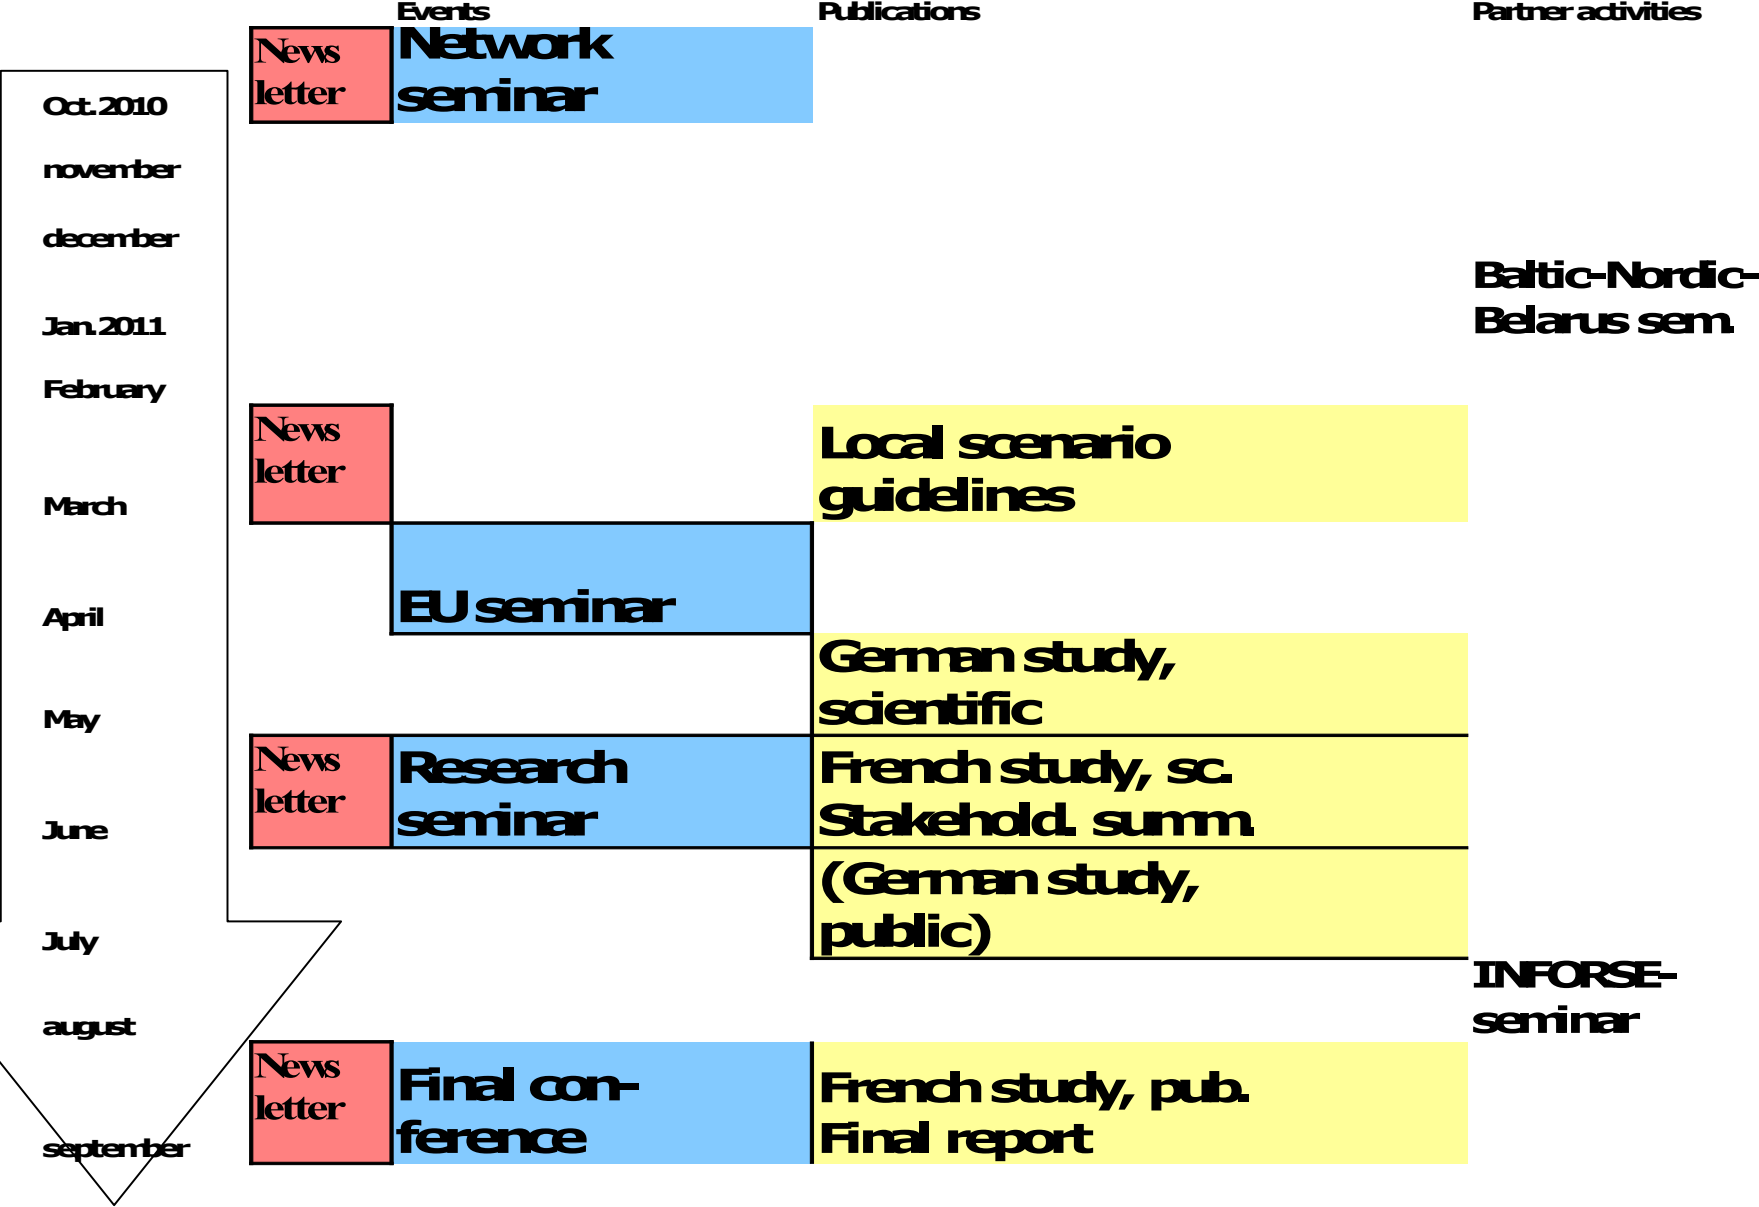 Events
Publications
Partner activities
News
letter
Network
seminar
Oct. 2010
november
december
Baltic-Nordic-
Belarus sem.
Jan. 2011
February
News
letter
Local scenario
guidelines
March
EU seminar
April
German study,
scientific
May
News
letter
Research
seminar
French study, sc.
Stakehold. summ.
June
(German study,
public)
July
INFORSE-
seminar
august
News
letter
Final con-
ference
French study, pub.
Final report
september